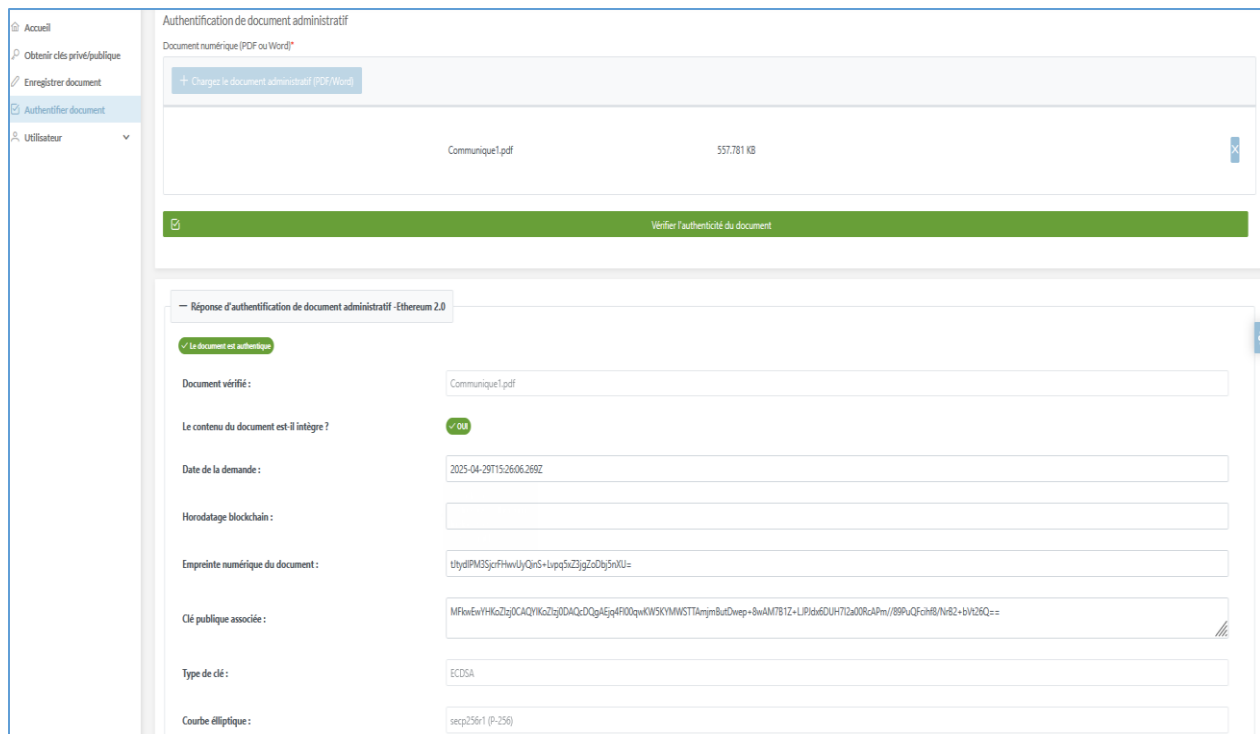 Accueil
Obtenir clés privé/publique
Enregistrer document
Authentifier document
Utilisateur
Authentification de document administratif
Document numérique (PDF ou Word)*
+ Chargez le document administratif (PDF/Word)
Communique1.pdf 557.781 KB X
Vérifier l'authenticité du document
— Réponse d'authentification de document administratif -Ethereum 2.0
Le document est authentique
Document vérifié : Communique1.pdf
Le contenu du document est-il intègre ? OUI
Date de la demande : 2025-04-29T15:26:06.269Z
Horodatage blockchain :
Empreinte numérique du document :
Clé publique associée :
Type de clé : ECDSA
Courbe élliptique : secp256r1 (P-256)